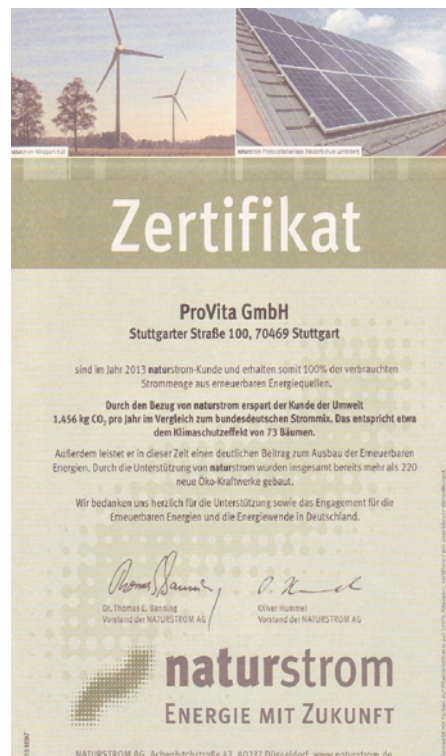 Zertifikat
ProVita GmbH
Stuttgarter Straße 100, 70469 Stuttgart
sind im Jahr 2013 naturstrom-Kunde und erhalten somit 100% der verbrauchten
Strommenge aus erneuerbaren Energiequellen.
Durch den Bezug von naturstrom erspart der Kunde der Umwelt
1.456 kg CO₂ pro Jahr im Vergleich zum bundesdeutschen Strommix. Das entspricht etwa
dem Klimaschutzeffekt von 73 Bäumen.
Außerdem leistet er in dieser Zeit einen deutlichen Beitrag zum Ausbau der Erneuerbaren
Energien. Durch die Unterstützung von naturstrom wurden insgesamt bereits mehr als 220
neue Öko-Kraftwerke gebaut.
Wir bedanken uns herzlich für die Unterstützung sowie das Engagement für die
Erneuerbaren Energien und die Energiewende in Deutschland.
Dr. Thomas E. Banning
Vorstand der NATURSTROM AG
Oliver Hummel
Vorstand der NATURSTROM AG
naturstrom
ENERGIE MIT ZUKUNFT
NATURSTROM AG, Achenbachstraße 43, 40237 Düsseldorf, www.naturstrom.de